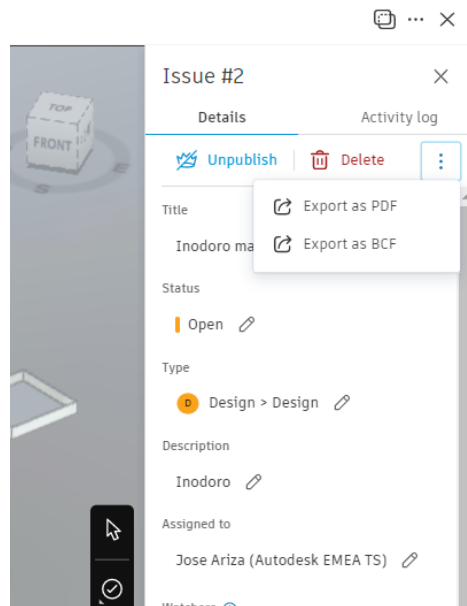 Issue #2
Details
Activity log
Unpublish
Delete
Title
Export as PDF
Inodoro ma
Export as BCF
Status
Open
Type
D
Design > Design
Description
Inodoro
Assigned to
Jose Ariza (Autodesk EMEA TS)
Watchers
TOP
FRONT
S
E